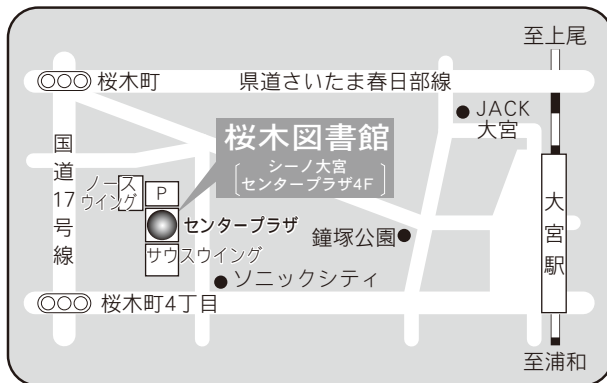 至上尾
桜木町
県道さいたま春日部線
JACK
大宮
桜木図書館
シーノ大宮
センタープラザ4F
国道17号線
ノース
ウイング
P
センタープラザ
サウスウイング
鐘塚公園
大宮駅
ソニックシティ
桜木町4丁目
至浦和